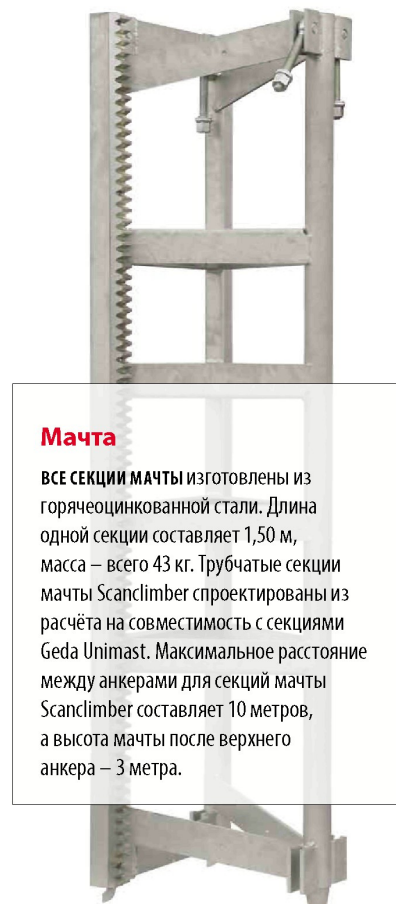 Мачта
ВСЕ СЕКЦИИ МАЧТЫ изготовлены из
горячеоцинкованной стали. Длина
одной секции составляет 1,50 м,
масса – всего 43 кг. Трубчатые секции
мачты Scanclimber спроектированы из
расчёта на совместимость с секциями
Geda Unimast. Максимальное расстояние
между анкерами для секций мачты
Scanclimber составляет 10 метров,
а высота мачты после верхнего
анкера – 3 метра.